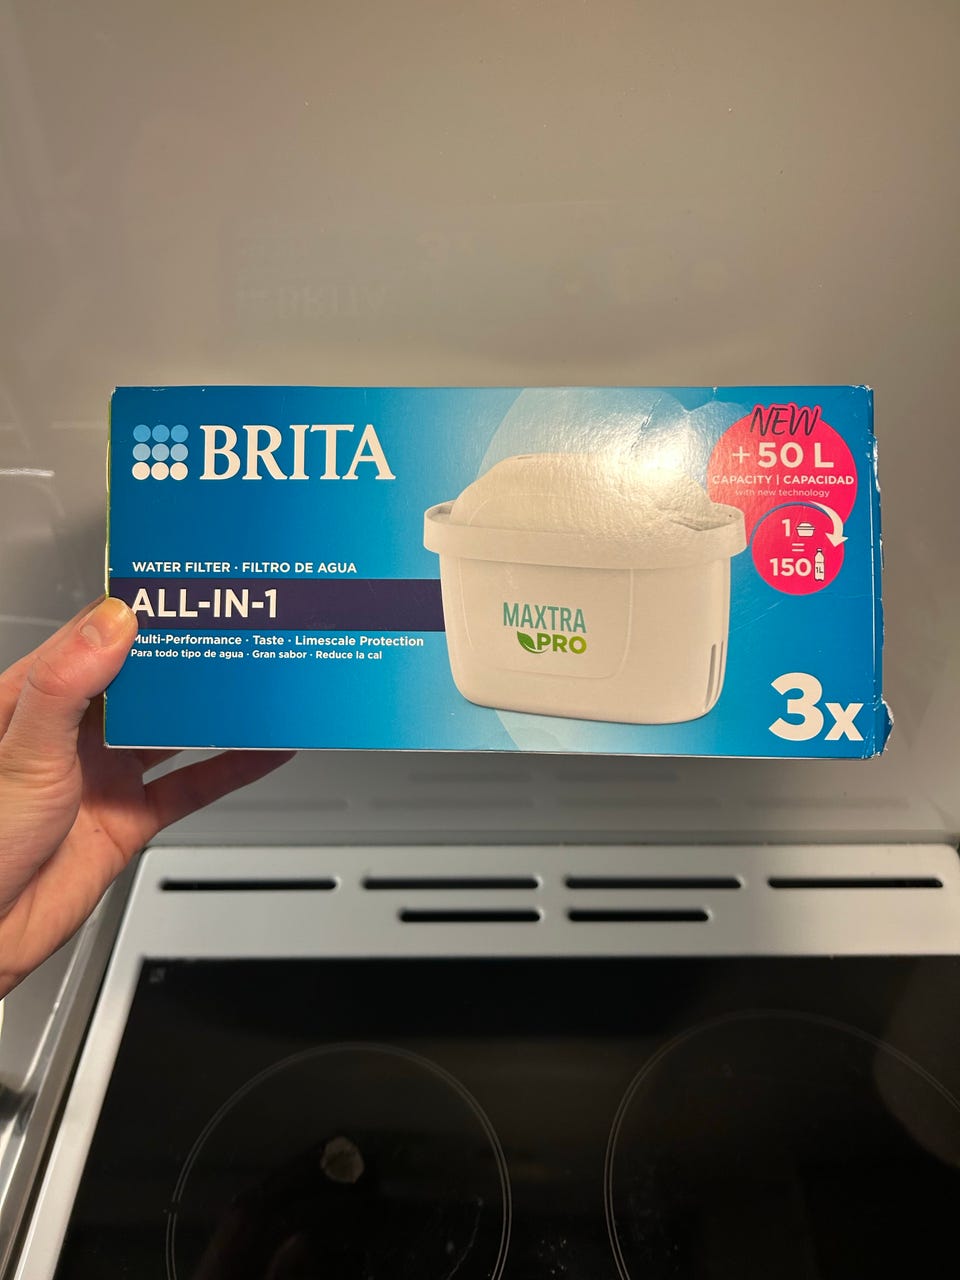 BRITA
WATER FILTER · FILTRO DE AGUA
ALL-IN-1
Multi-Performance · Taste · Limescale Protection
Para todo tipo de agua · Gran sabor · Reduce la cal
MAXTRA
PRO
NEW
+ 50 L
CAPACITY | CAPACIDAD
with new technology
1
=
150
1L
3x